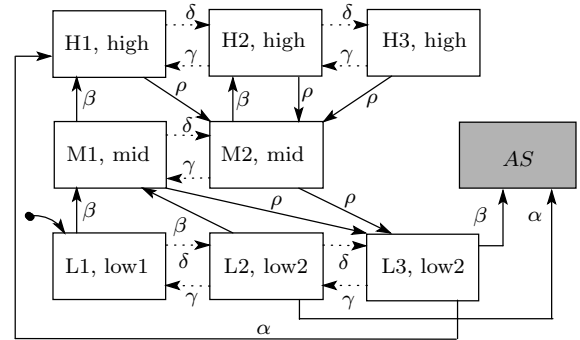 δ δ
H1, high H2, high H3, high
γ γ
β ρ β ρ ρ
δ
M1, mid M2, mid AS
γ
β β ρ ρ β α
L1, low1 δ L2, low2 δ L3, low2
γ γ
α